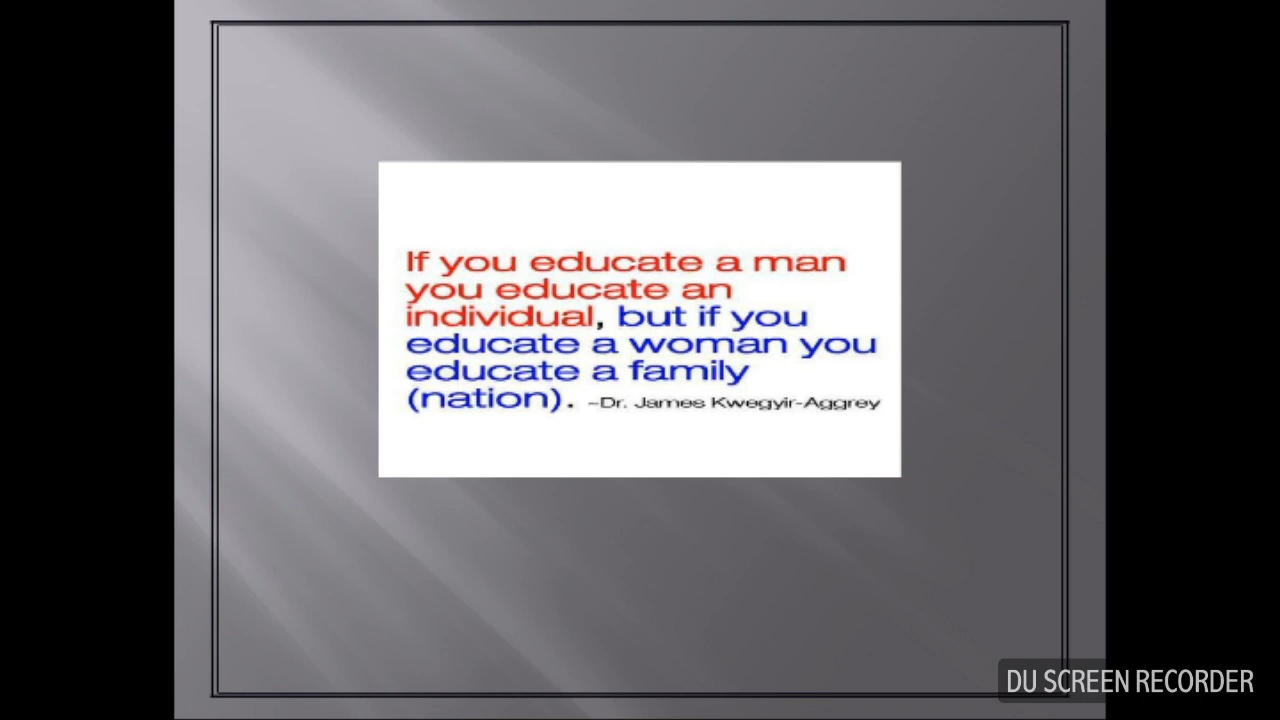 If you educate a man
you educate an
individual, but if you
educate a woman you
educate a family
(nation). ~Dr. James Kwegyir-Aggrey
DU SCREEN RECORDER